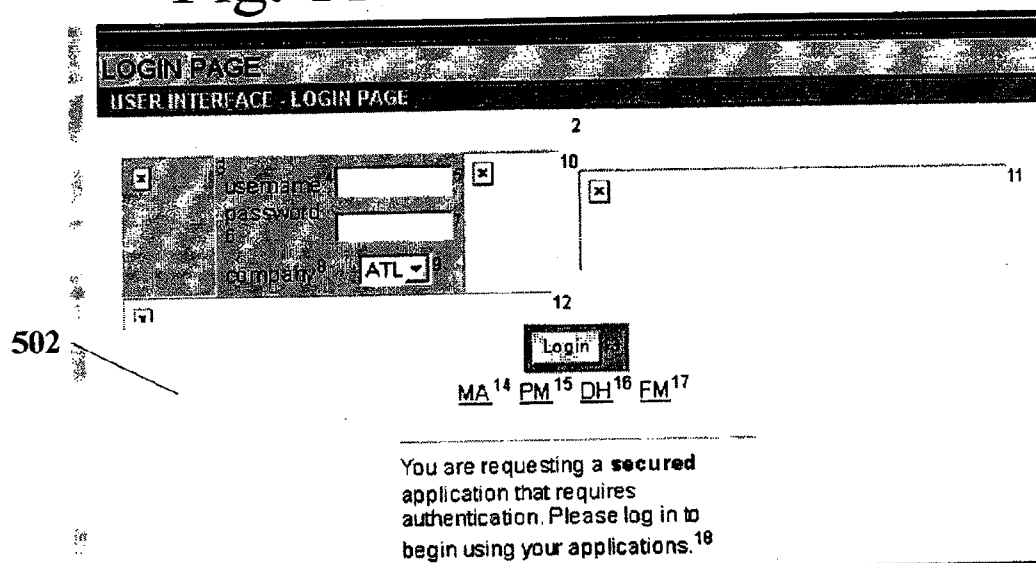 LOGIN PAGE
USER INTERFACE - LOGIN PAGE
2
10
11
username
password
6
company 8 ATL 9
12
502
Login
MA 14 PM 15 DH 16 FM 17
You are requesting a secured
application that requires
authentication. Please log in to
begin using your applications. 18